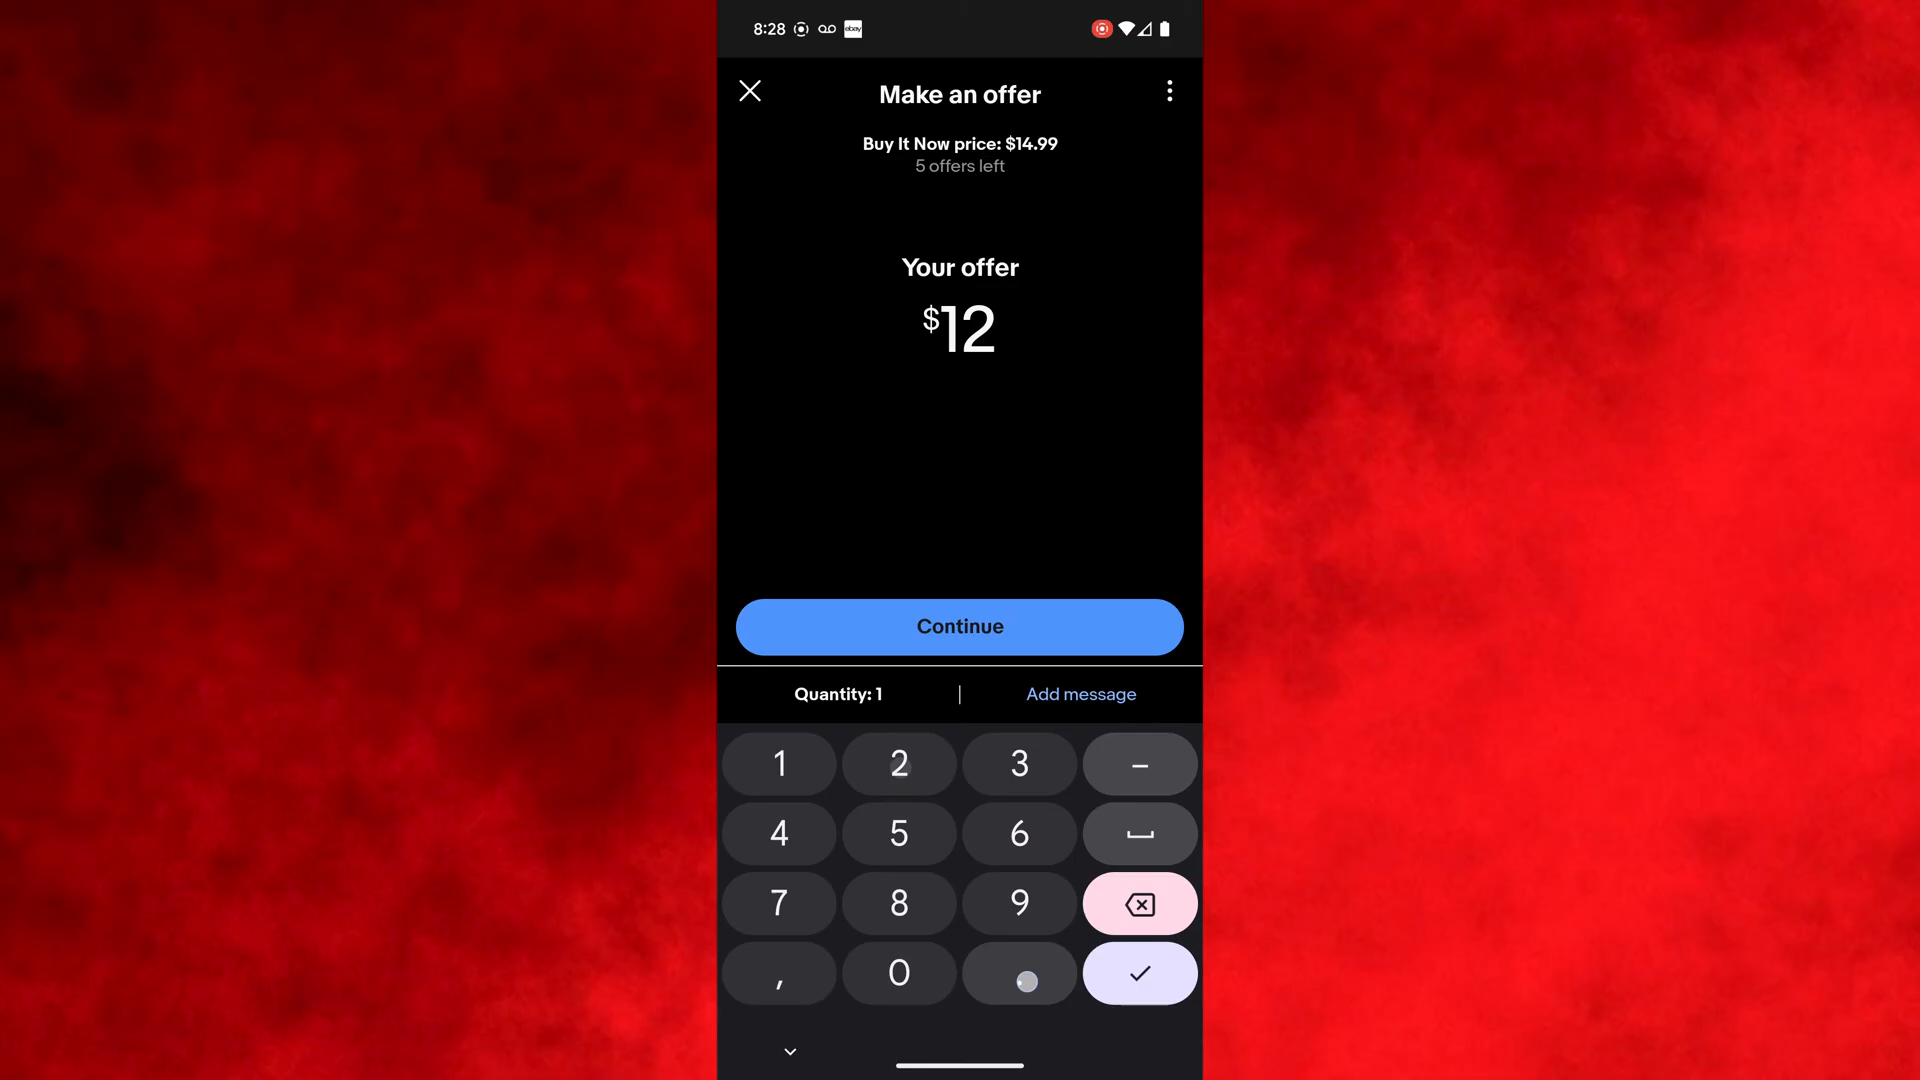 8:28 ebay
Make an offer
Buy It Now price: $14.99
5 offers left
Your offer
$12
Continue
Quantity: 1 | Add message
1 2 3 –
4 5 6
7 8 9
, 0